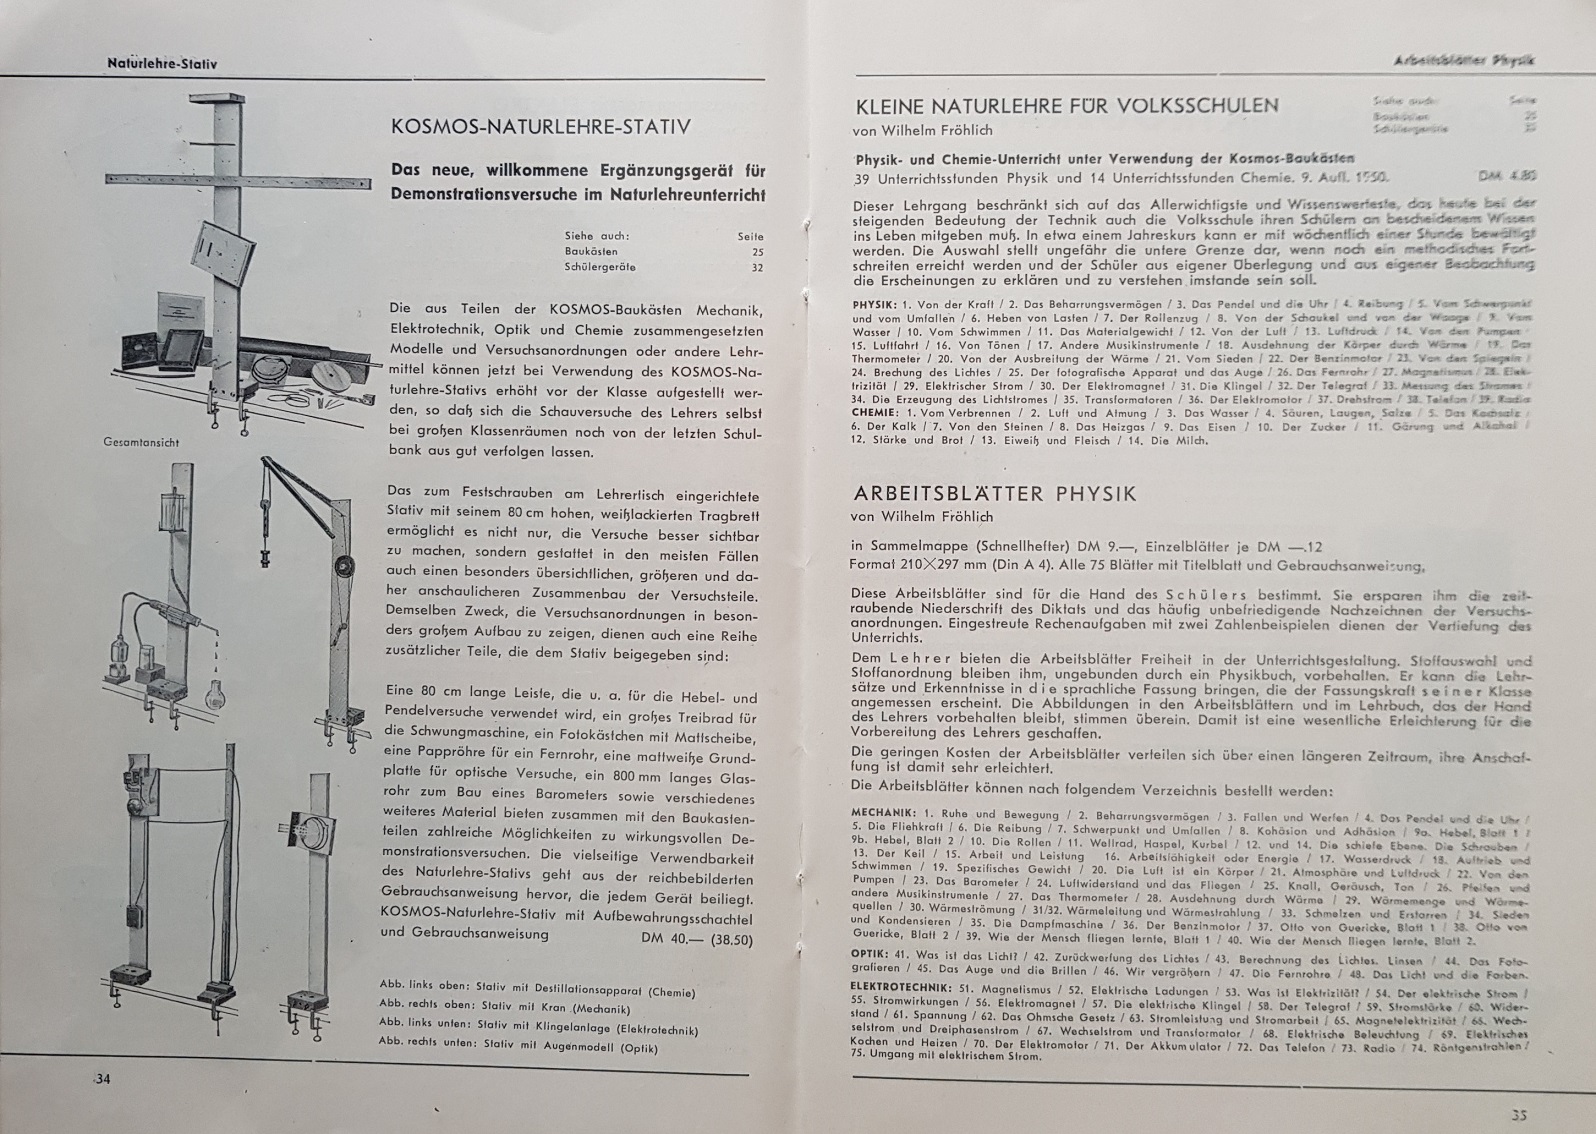 Naturlehre-Stativ
KOSMOS-NATURLEHRE-STATIV
Das neue, willkommene Ergänzungsgerät für
Demonstrationsversuche im Naturlehreunterricht
Siehe auch: Seite
Baukästen 25
Schülergeräte 32
Die aus Teilen der KOSMOS-Baukästen Mechanik,
Elektrotechnik, Optik und Chemie zusammengesetzten
Modelle und Versuchsanordnungen oder andere Lehr-
mittel können jetzt bei Verwendung des KOSMOS-Na-
turlehre-Stativs erhöht vor der Klasse aufgestellt wer-
den, so daß sich die Schauversuche des Lehrers selbst
bei großen Klassenräumen noch von der letzten Schul-
bank aus gut verfolgen lassen.
Gesamtansicht
Das zum Festschrauben am Lehrertisch eingerichtete
Stativ mit seinem 80 cm hohen, weißlackierten Tragbrett
ermöglicht es nicht nur, die Versuche besser sichtbar
zu machen, sondern gestattet in den meisten Fällen
auch einen besonders übersichtlichen, größeren und da-
her anschaulicheren Zusammenbau der Versuchsteile.
Demselben Zweck, die Versuchsanordnungen in beson-
ders großem Aufbau zu zeigen, dienen auch eine Reihe
zusätzlicher Teile, die dem Stativ beigegeben sind:
Eine 80 cm lange Leiste, die u. a. für die Hebel- und
Pendelversuche verwendet wird, ein großes Treibrad für
die Schwungmaschine, ein Fotokästchen mit Mattscheibe,
eine Pappröhre für ein Fernrohr, eine mattweiße Grund-
platte für optische Versuche, ein 800 mm langes Glas-
rohr zum Bau eines Barometers sowie verschiedenes
weiteres Material bieten zusammen mit den Baukasten-
teilen zahlreiche Möglichkeiten zu wirkungsvollen De-
monstrationsversuchen. Die vielseitige Verwendbarkeit
des Naturlehre-Stativs geht aus der reichbebilderten
Gebrauchsanweisung hervor, die jedem Gerät beiliegt.
KOSMOS-Naturlehre-Stativ mit Aufbewahrungsschachtel
und Gebrauchsanweisung DM 40.— (38.50)
Abb. links oben: Stativ mit Destillationsapparat (Chemie)
Abb. rechts oben: Stativ mit Kran (Mechanik)
Abb. links unten: Stativ mit Klingelanlage (Elektrotechnik)
Abb. rechts unten: Stativ mit Augenmodell (Optik)
34
Arbeitsblätter Physik
KLEINE NATURLEHRE FÜR VOLKSSCHULEN
von Wilhelm Fröhlich
Siehe auch: Seite
Baukästen 25
Schülergeräte
Physik- und Chemie-Unterricht unter Verwendung der Kosmos-Baukästen
39 Unterrichtsstunden Physik und 14 Unterrichtsstunden Chemie. 9. Aufl. 1950. DM 4.80
Dieser Lehrgang beschränkt sich auf das Allerwichtigste und Wissenswerteste, das heute bei der
steigenden Bedeutung der Technik auch die Volksschule ihren Schülern an bescheidenem Wissen
ins Leben mitgeben muß. In etwa einem Jahreskurs kann er mit wöchentlich einer Stunde bewältigt
werden. Die Auswahl stellt ungefähr die untere Grenze dar, wenn noch ein methodisches Fort-
schreiten erreicht werden und der Schüler aus eigener Überlegung und aus eigener Beobachtung
die Erscheinungen zu erklären und zu verstehen imstande sein soll.
PHYSIK: 1. Von der Kraft / 2. Das Beharrungsvermögen / 3. Das Pendel und die Uhr / 4. Reibung / 5. Vom Schwerpunkt
und vom Umfallen / 6. Heben von Lasten / 7. Der Rollenzug / 8. Von der Schaukel und von der Waage / 9. Vom
Wasser / 10. Vom Schwimmen / 11. Das Materialgewicht / 12. Von der Luft / 13. Luftdruck / 14. Von den Pumpen
15. Luftfahrt / 16. Von Tönen / 17. Andere Musikinstrumente / 18. Ausdehnung der Körper durch Wärme / 19. Das
Thermometer / 20. Von der Ausbreitung der Wärme / 21. Vom Sieden / 22. Der Benzinmotor / 23. Von den Spiegeln /
24. Brechung des Lichtes / 25. Der fotografische Apparat und das Auge / 26. Das Fernrohr / 27. Magnetismus / 28. Elek-
trizität / 29. Elektrischer Strom / 30. Der Elektromagnet / 31. Die Klingel / 32. Der Telegraf / 33. Messung des Stromes /
34. Die Erzeugung des Lichtstromes / 35. Transformatoren / 36. Der Elektromotor / 37. Drehstrom / 38. Telefon / 39. Radio
CHEMIE: 1. Vom Verbrennen / 2. Luft und Atmung / 3. Das Wasser / 4. Säuren, Laugen, Salze / 5. Das Kochsalz /
6. Der Kalk / 7. Von den Steinen / 8. Das Heizgas / 9. Das Eisen / 10. Der Zucker / 11. Gärung und Alkohol /
12. Stärke und Brot / 13. Eiweiß und Fleisch / 14. Die Milch.
ARBEITSBLÄTTER PHYSIK
von Wilhelm Fröhlich
in Sammelmappe (Schnellhefter) DM 9.—, Einzelblätter je DM —.12
Format 210×297 mm (Din A 4). Alle 75 Blätter mit Titelblatt und Gebrauchsanweisung.
Diese Arbeitsblätter sind für die Hand des Schülers bestimmt. Sie ersparen ihm die zeit-
raubende Niederschrift des Diktats und das häufig unbefriedigende Nachzeichnen der Versuchs-
anordnungen. Eingestreute Rechenaufgaben mit zwei Zahlenbeispielen dienen der Vertiefung des
Unterrichts.
Dem Lehrer bieten die Arbeitsblätter Freiheit in der Unterrichtsgestaltung. Stoffauswahl und
Stoffanordnung bleiben ihm, ungebunden durch ein Physikbuch, vorbehalten. Er kann die Lehr-
sätze und Erkenntnisse in die sprachliche Fassung bringen, die der Fassungskraft seiner Klasse
angemessen erscheint. Die Abbildungen in den Arbeitsblättern und im Lehrbuch, das der Hand
des Lehrers vorbehalten bleibt, stimmen überein. Damit ist eine wesentliche Erleichterung für die
Vorbereitung des Lehrers geschaffen.
Die geringen Kosten der Arbeitsblätter verteilen sich über einen längeren Zeitraum, ihre Anschaf-
fung ist damit sehr erleichtert.
Die Arbeitsblätter können nach folgendem Verzeichnis bestellt werden:
MECHANIK: 1. Ruhe und Bewegung / 2. Beharrungsvermögen / 3. Fallen und Werfen / 4. Das Pendel und die Uhr /
5. Die Fliehkraft / 6. Die Reibung / 7. Schwerpunkt und Umfallen / 8. Kohäsion und Adhäsion / 9a. Hebel, Blatt 1 /
9b. Hebel, Blatt 2 / 10. Die Rollen / 11. Wellrad, Haspel, Kurbel / 12. und 14. Die schiefe Ebene. Die Schrauben /
13. Der Keil / 15. Arbeit und Leistung 16. Arbeitsfähigkeit oder Energie / 17. Wasserdruck / 18. Auftrieb und
Schwimmen / 19. Spezifisches Gewicht / 20. Die Luft ist ein Körper / 21. Atmosphäre und Luftdruck / 22. Von den
Pumpen / 23. Das Barometer / 24. Luftwiderstand und das Fliegen / 25. Knall, Geräusch, Ton / 26. Pfeifen und
andere Musikinstrumente / 27. Das Thermometer / 28. Ausdehnung durch Wärme / 29. Wärmemenge und Wärme-
quellen / 30. Wärmeströmung / 31/32. Wärmeleitung und Wärmestrahlung / 33. Schmelzen und Erstarren / 34. Sieden
und Kondensieren / 35. Die Dampfmaschine / 36. Der Benzinmotor / 37. Otto von Guericke, Blatt 1 / 38. Otto von
Guericke, Blatt 2 / 39. Wie der Mensch fliegen lernte, Blatt 1 / 40. Wie der Mensch fliegen lernte, Blatt 2.
OPTIK: 41. Was ist das Licht? / 42. Zurückwerfung des Lichtes / 43. Berechnung des Lichtes. Linsen / 44. Das Foto-
grafieren / 45. Das Auge und die Brillen / 46. Wir vergrößern / 47. Die Fernrohre / 48. Das Licht und die Farben.
ELEKTROTECHNIK: 51. Magnetismus / 52. Elektrische Ladungen / 53. Was ist Elektrizität? / 54. Der elektrische Strom /
55. Stromwirkungen / 56. Elektromagnet / 57. Die elektrische Klingel / 58. Der Telegraf / 59. Stromstärke / 60. Wider-
stand / 61. Spannung / 62. Das Ohmsche Gesetz / 63. Stromleistung und Stromarbeit / 65. Magnetelektrizität / 66. Wech-
selstrom und Dreiphasenstrom / 67. Wechselstrom und Transformator / 68. Elektrische Beleuchtung / 69. Elektrisches
Kochen und Heizen / 70. Der Elektromotor / 71. Der Akkumulator / 72. Das Telefon / 73. Radio / 74. Röntgenstrahlen /
75. Umgang mit elektrischem Strom.
35